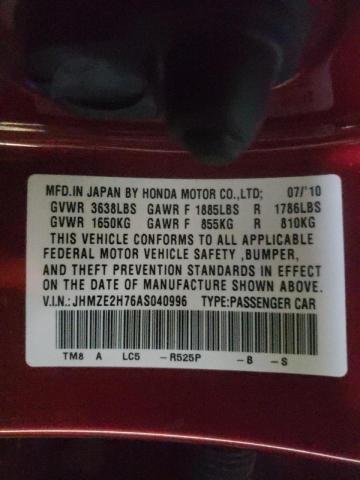 MFD.IN JAPAN BY HONDA MOTOR CO.,LTD; 07/'10
GVWR 3638LBS GAWR F 1885LBS R 1786LBS
GVWR 1650KG GAWR F 855KG R 810KG
THIS VEHICLE CONFORMS TO ALL APPLICABLE
FEDERAL MOTOR VEHICLE SAFETY ,BUMPER,
AND THEFT PREVENTION STANDARDS IN EFFECT
ON THE DATE OF MANUFACTURE SHOWN ABOVE.
V.I.N.: JHMZE2H76AS040996 TYPE:PASSENGER CAR
TM8 A LC5 -R525P -B -S